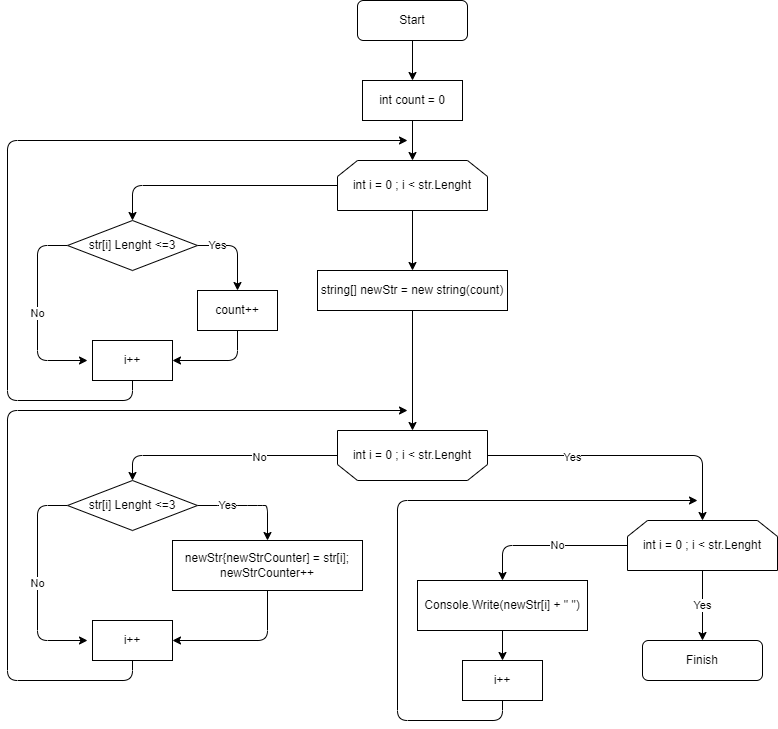 Start
int count = 0
int i = 0 ; i < str.Lenght
str[i] Lenght <=3
Yes
count++
No
i++
string[] newStr = new string(count)
int i = 0 ; i < str.Lenght
No
Yes
str[i] Lenght <=3
Yes
newStr{newStrCounter] = str[i];
newStrCounter++
No
i++
int i = 0 ; i < str.Lenght
No
Console.Write(newStr[i] + " ")
i++
Yes
Finish